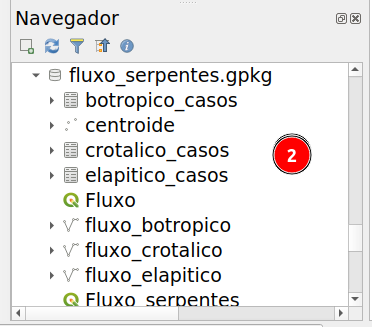 Navegador
fluxo_serpentes.gpkg
botropico_casos
centroide
crotalico_casos
2
elapitico_casos
Fluxo
fluxo_botropico
fluxo_crotalico
fluxo_elapitico
Fluxo_serpentes